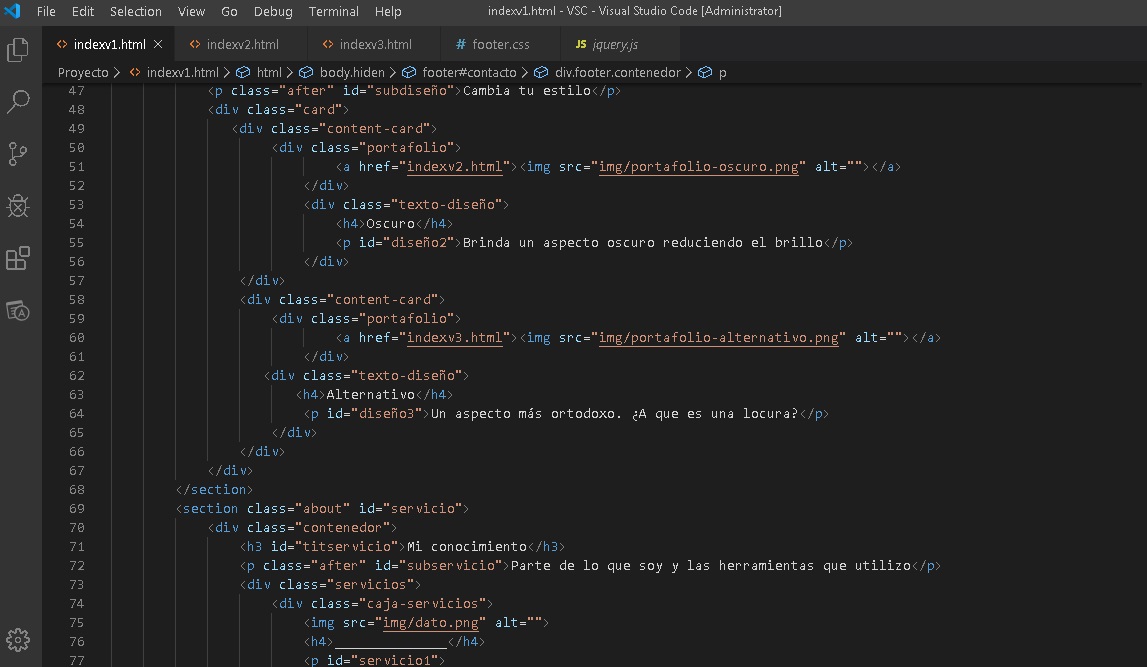 File Edit Selection View Go Debug Terminal Help indexv1.html - VSC - Visual Studio Code [Administrator]
<> indexv1.html × <> indexv2.html <> indexv3.html # footer.css JS jquery.js
Proyecto > <> indexv1.html > html > body.hiden > footer#contacto > div.footer.contenedor > p
47 <p class="after" id="subdiseño">Cambia tu estilo</p>
48 <div class="card">
49 <div class="content-card">
50 <div class="portafolio">
51 <a href="indexv2.html"><img src="img/portafolio-oscuro.png" alt=""></a>
52 </div>
53 <div class="texto-diseño">
54 <h4>Oscuro</h4>
55 <p id="diseño2">Brinda un aspecto oscuro reduciendo el brillo</p>
56 </div>
57 </div>
58 <div class="content-card">
59 <div class="portafolio">
60 <a href="indexv3.html"><img src="img/portafolio-alternativo.png" alt=""></a>
61 </div>
62 <div class="texto-diseño">
63 <h4>Alternativo</h4>
64 <p id="diseño3">Un aspecto más ortodoxo. ¿A que es una locura?</p>
65 </div>
66 </div>
67 </div>
68 </section>
69 <section class="about" id="servicio">
70 <div class="contenedor">
71 <h3 id="titservicio">Mi conocimiento</h3>
72 <p class="after" id="subservicio">Parte de lo que soy y las herramientas que utilizo</p>
73 <div class="servicios">
74 <div class="caja-servicios">
75 <img src="img/dato.png" alt="">
76 <h4>______________</h4>
77 <p id="servicio1">